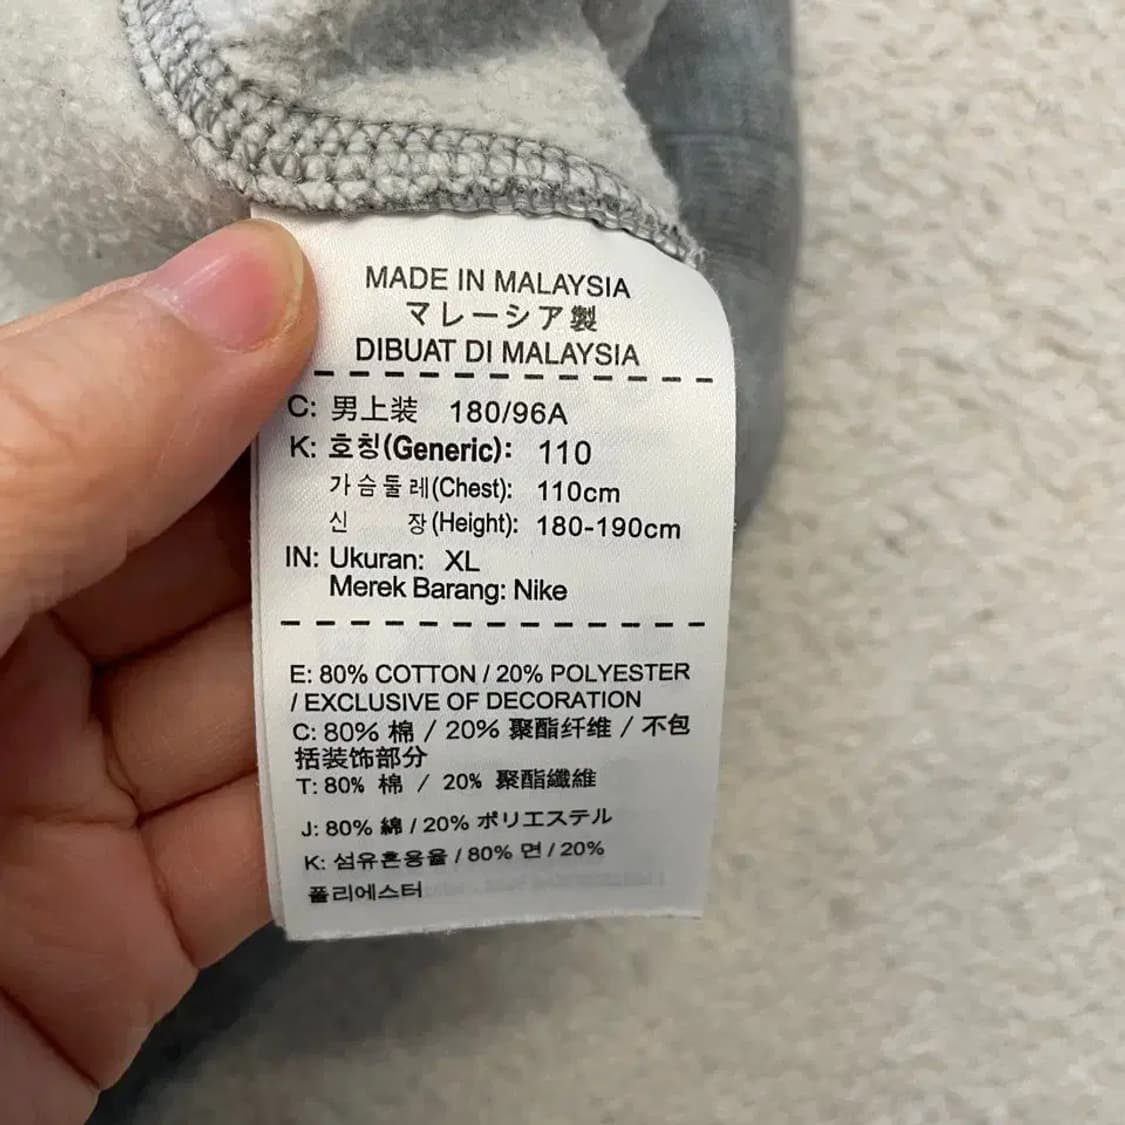 MADE IN MALAYSIA
マレーシア製
DIBUAT DI MALAYSIA
C: 男上装 180/96A
K: 호칭(Generic): 110
가슴둘레(Chest): 110cm
신 장(Height): 180-190cm
IN: Ukuran: XL
Merek Barang: Nike
E: 80% COTTON / 20% POLYESTER
/ EXCLUSIVE OF DECORATION
C: 80% 棉 / 20% 聚酯纤维 / 不包
括装饰部分
T: 80% 棉 / 20% 聚酯纖維
J: 80% 綿 / 20% ポリエステル
K: 섬유혼용율 / 80% 면 / 20%
폴리에스터